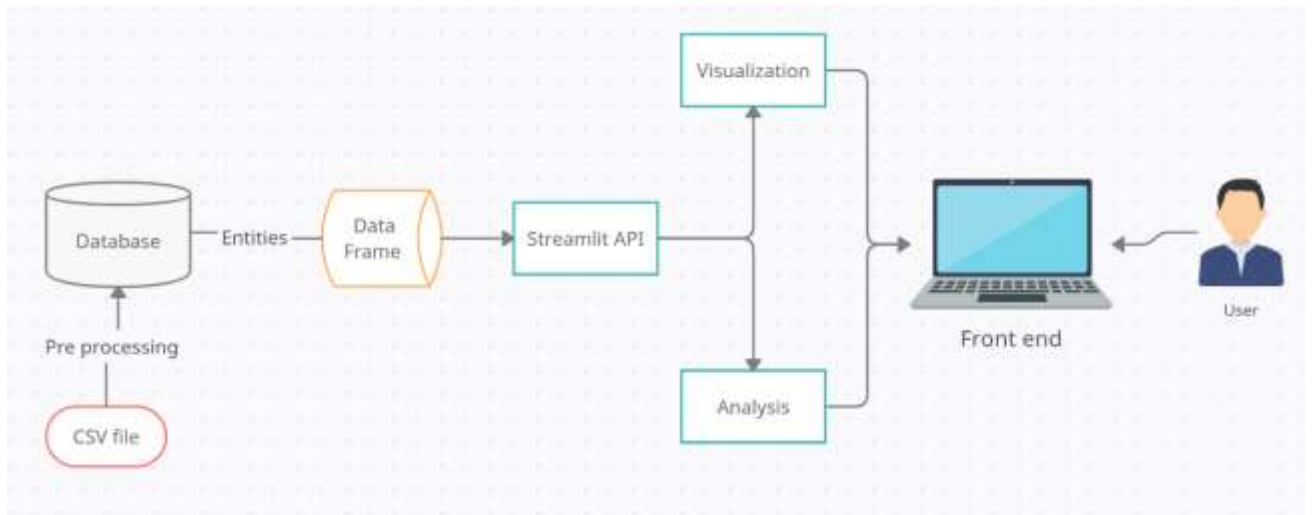 Visualization
Database
Entities
Data
Frame
Streamlit API
User
Front end
Pre processing
Analysis
CSV file